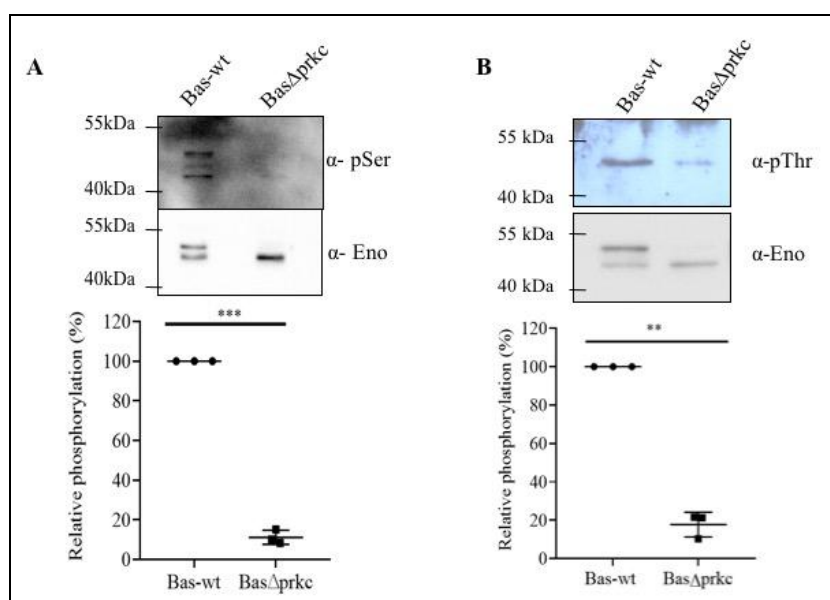 A
Bas-wt
BasΔprkc
55kDa
α- pSer
40kDa
55kDa
α- Eno
40kDa
Relative phosphorylation (%)
120
100
80
60
40
20
0
***
Bas-wt
BasΔprkc
B
Bas-wt
BasΔprkc
55 kDa
α-pThr
40 kDa
55 kDa
α-Eno
40 kDa
Relative phosphorylation (%)
120
100
80
60
40
20
0
**
Bas-wt
BasΔprkc